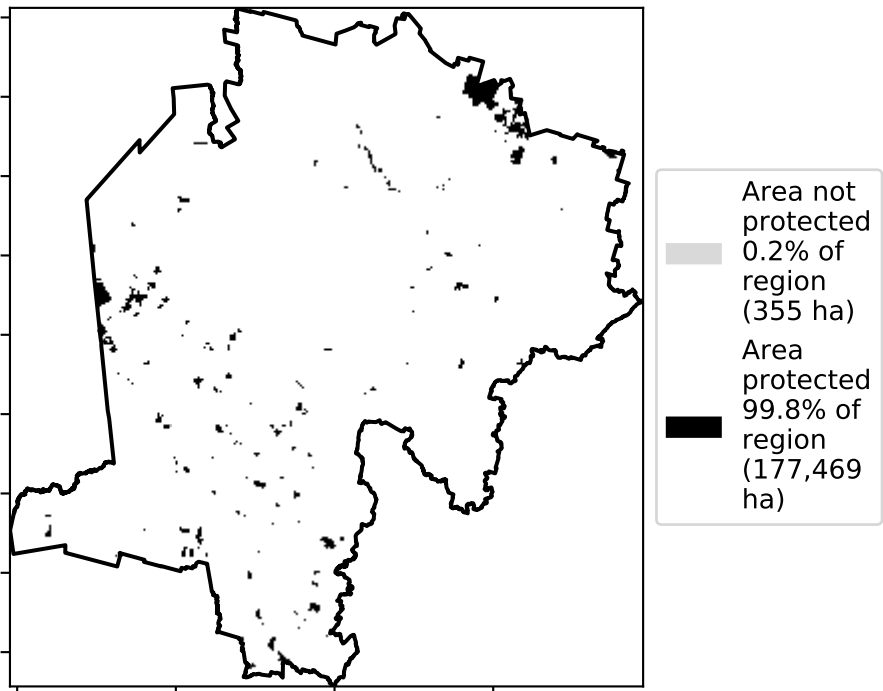 Area not
protected
0.2% of
region
(355 ha)
Area
protected
99.8% of
region
(177,469
ha)